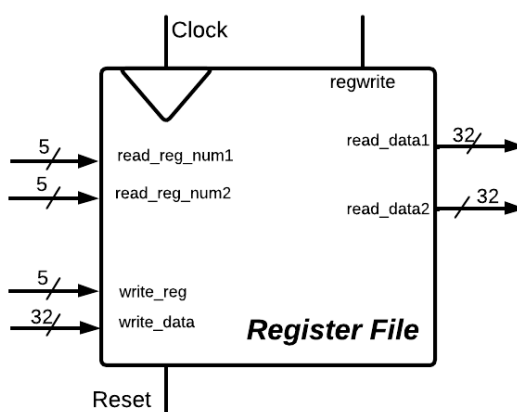 Clock
regwrite
5
read_reg_num1
read_data1
32
5
read_reg_num2
read_data2
32
5
write_reg
32
write_data
Register File
Reset